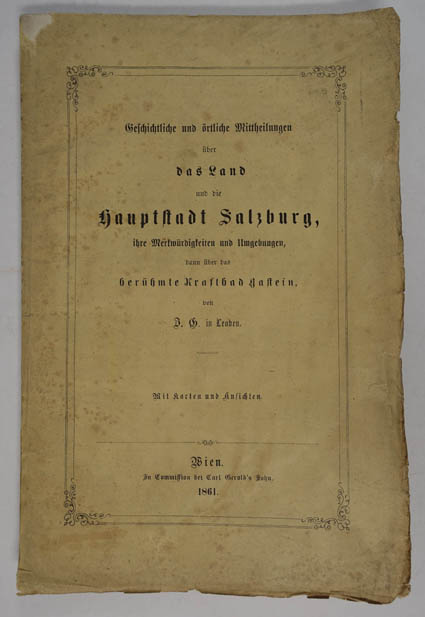 Geschichtliche und örtliche Mittheilungen
über
das Land
und die
Hauptstadt Salzburg,
ihre Merkwürdigkeiten und Umgebungen,
dann über das
berühmte Kraftbad Gastein,
von
J. G. in Leoben.
Mit Karten und Ansichten.
Wien.
In Commission bei Carl Gerold's Sohn.
1861.